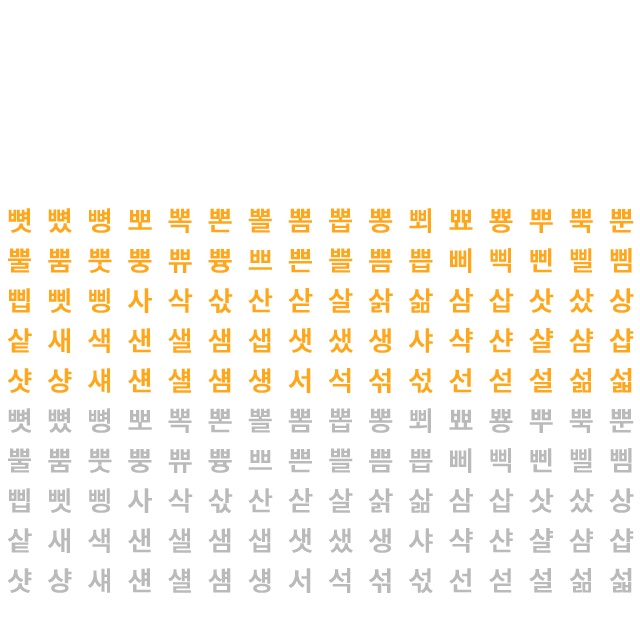 뼛 뼜 뼝 뽀 뽁 뽄 뽈 뽐 뽑 뽕 뾔 뾰 뿅 뿌 뿍 뿐
뿔 뿜 뿟 뿡 쀼 쁑 쁘 쁜 쁠 쁨 쁩 삐 삑 삔 삘 삠
삡 삣 삥 사 삭 삯 산 삳 살 삵 삶 삼 삽 삿 샀 상
샅 새 색 샌 샐 샘 샙 샛 샜 생 샤 샥 샨 샬 샴 샵
샷 샹 섀 섄 섈 섐 섕 서 석 섞 섟 선 섣 설 섦 섧
뼛 뼜 뼝 뽀 뽁 뽄 뽈 뽐 뽑 뽕 뾔 뾰 뿅 뿌 뿍 뿐
뿔 뿜 뿟 뿡 쀼 쁑 쁘 쁜 쁠 쁨 쁩 삐 삑 삔 삘 삠
삡 삣 삥 사 삭 삯 산 삳 살 삵 삶 삼 삽 삿 샀 상
샅 새 색 샌 샐 샘 샙 샛 샜 생 샤 샥 샨 샬 샴 샵
샷 샹 섀 섄 섈 섐 섕 서 석 섞 섟 선 섣 설 섦 섧